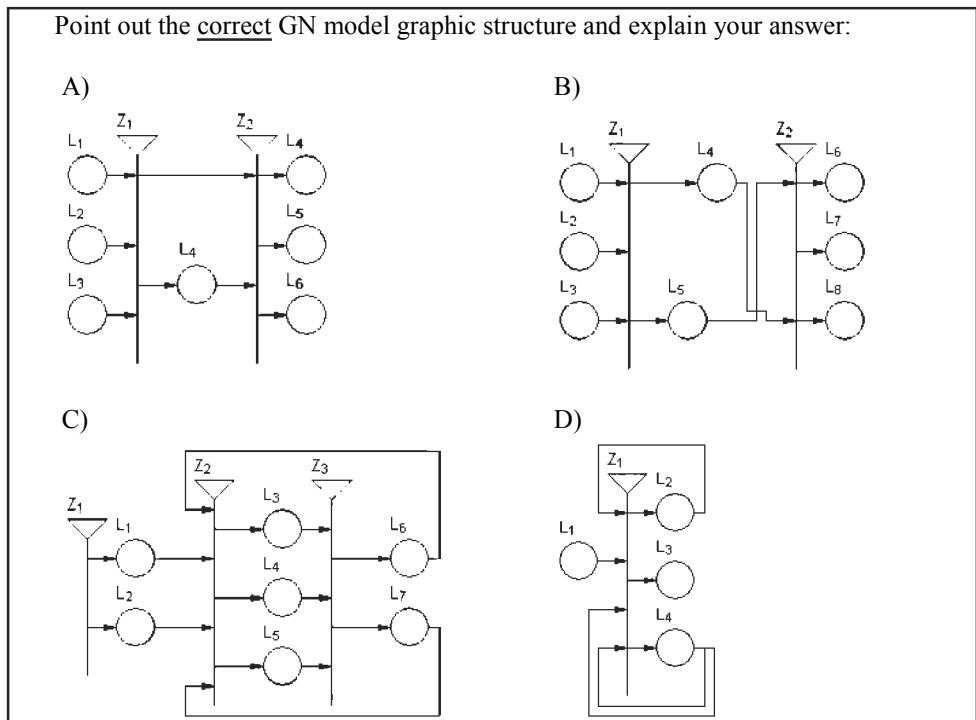 Point out the correct GN model graphic structure and explain your answer:
A)
Z1
Z2
L1
L4
L2
L5
L4
L3
L6
B)
Z1
Z2
L1
L4
L6
L2
L7
L3
L5
L8
C)
Z2
Z3
L3
Z1
L1
L6
L4
L2
L7
L5
D)
Z1
L2
L1
L3
L4